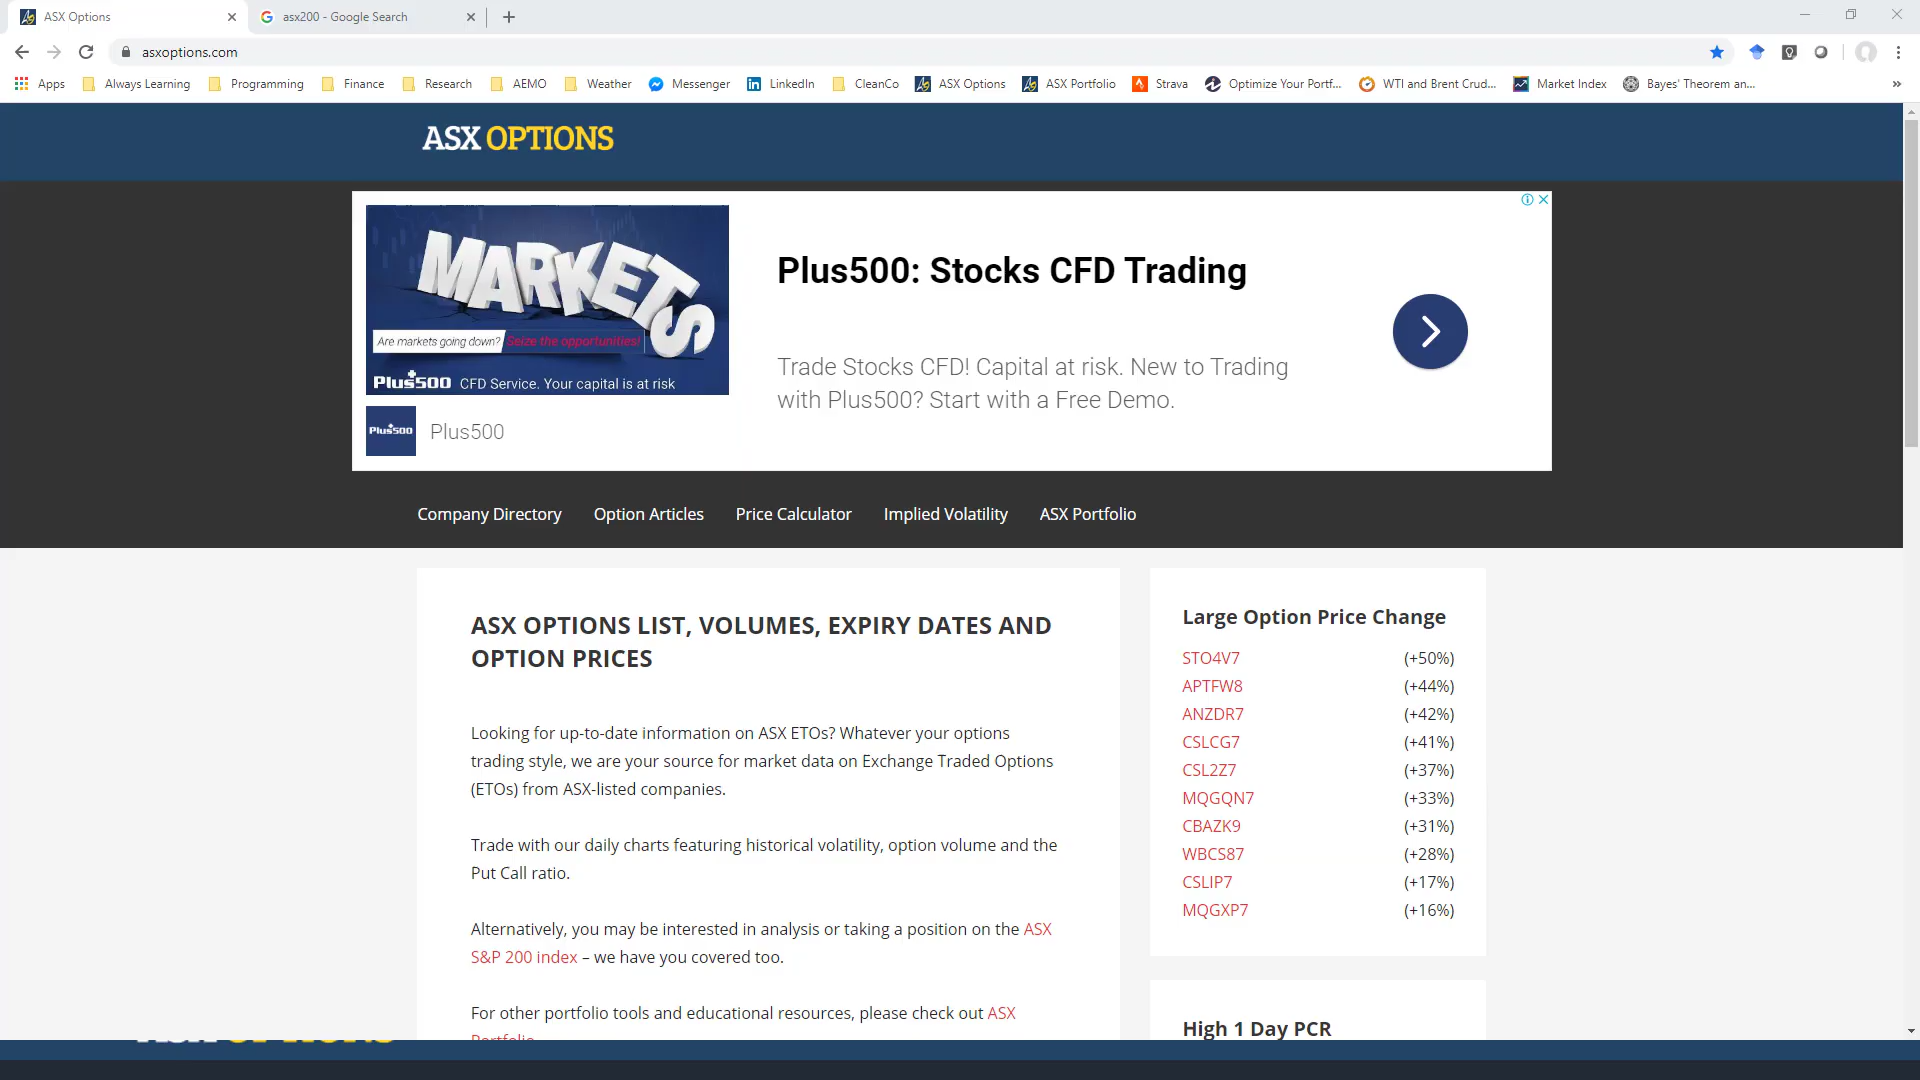 ASX Options
asx200 - Google Search
asxoptions.com
Apps
Always Learning
Programming
Finance
Research
AEMO
Weather
Messenger
LinkedIn
CleanCo
ASX Options
ASX Portfolio
Strava
Optimize Your Portf...
WTI and Brent Crud...
Market Index
Bayes' Theorem an...
ASX OPTIONS
MARKETS
Are markets going down? Seize the opportunities!
Plus500 CFD Service. Your capital is at risk
Plus500
Plus500
Plus500: Stocks CFD Trading
Trade Stocks CFD! Capital at risk. New to Trading
with Plus500? Start with a Free Demo.
Company Directory
Option Articles
Price Calculator
Implied Volatility
ASX Portfolio
ASX OPTIONS LIST, VOLUMES, EXPIRY DATES AND
OPTION PRICES
Looking for up-to-date information on ASX ETOs? Whatever your options
trading style, we are your source for market data on Exchange Traded Options
(ETOs) from ASX-listed companies.
Trade with our daily charts featuring historical volatility, option volume and the
Put Call ratio.
Alternatively, you may be interested in analysis or taking a position on the ASX
S&P 200 index – we have you covered too.
For other portfolio tools and educational resources, please check out ASX
Portfolio.
Large Option Price Change
STO4V7 (+50%)
APTFW8 (+44%)
ANZDR7 (+42%)
CSLCG7 (+41%)
CSL2Z7 (+37%)
MQGQN7 (+33%)
CBAZK9 (+31%)
WBCS87 (+28%)
CSLIP7 (+17%)
MQGXP7 (+16%)
High 1 Day PCR